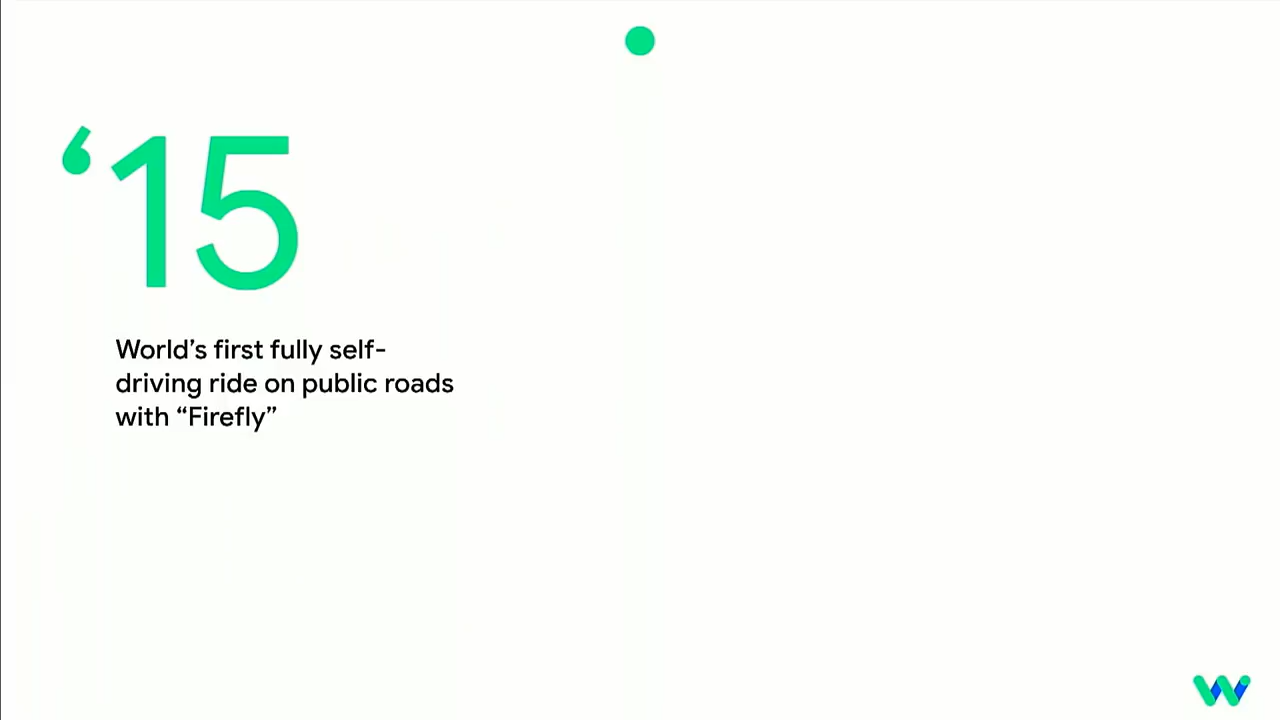 ‘15
World’s first fully self-
driving ride on public roads
with “Firefly”